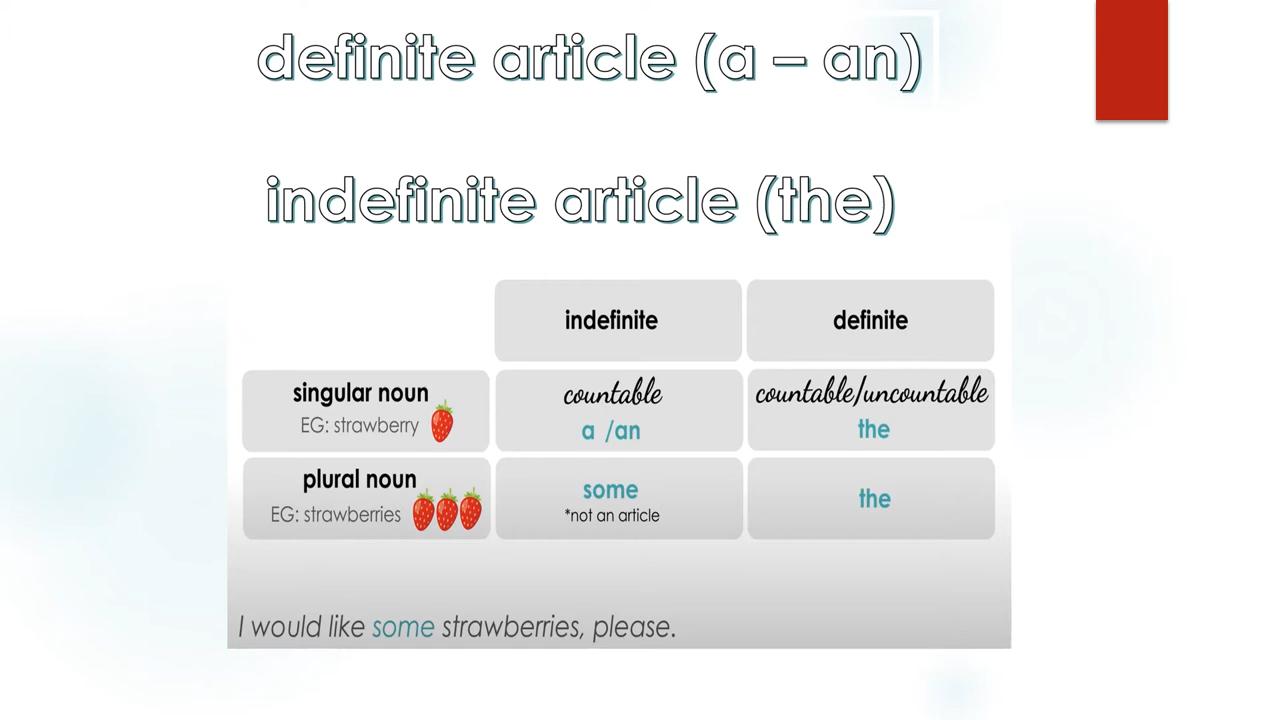 definite article (a – an)
indefinite article (the)
indefinite
definite
singular noun
EG: strawberry
countable
a /an
countable/uncountable
the
plural noun
EG: strawberries
some
*not an article
the
I would like some strawberries, please.